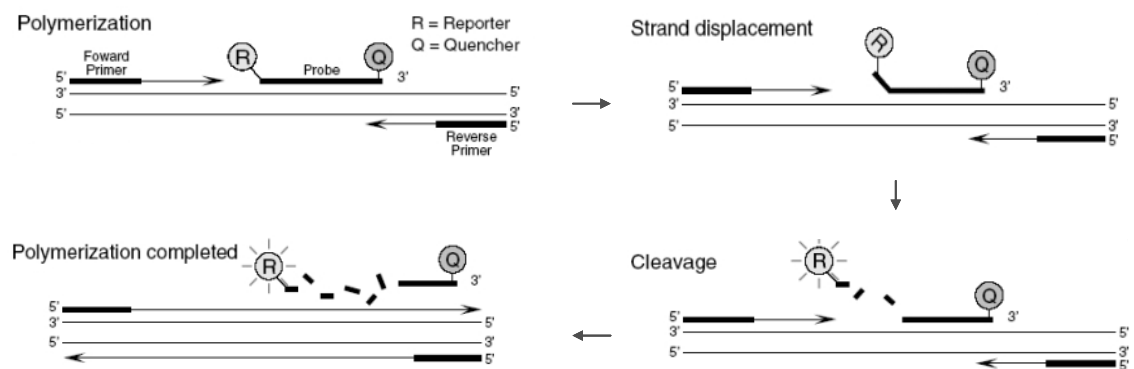 Polymerization
R = Reporter
Q = Quencher
Foward
Primer
R
Probe
Q
5'
3'
3'
5'
5'
3'
5'
Reverse
Primer
Strand displacement
R
Q
5'
3'
3'
5'
5'
3'
5'
Polymerization completed
R
Q
3'
5'
3'
5'
5'
3'
5'
Cleavage
R
Q
5'
3'
3'
5'
5'
3'
5'